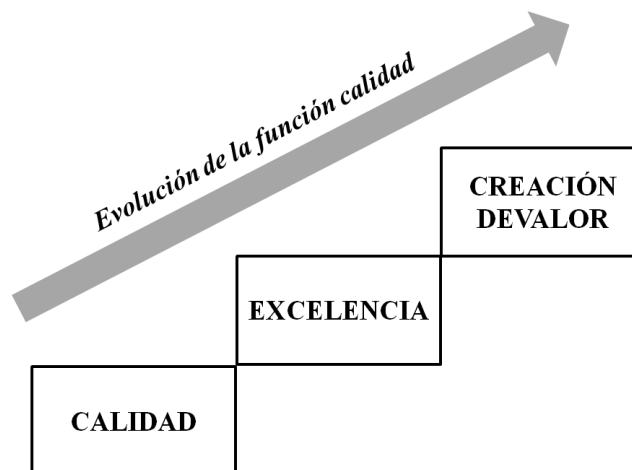 Evolución de la función calidad
CREACIÓN
DEVALOR
EXCELENCIA
CALIDAD